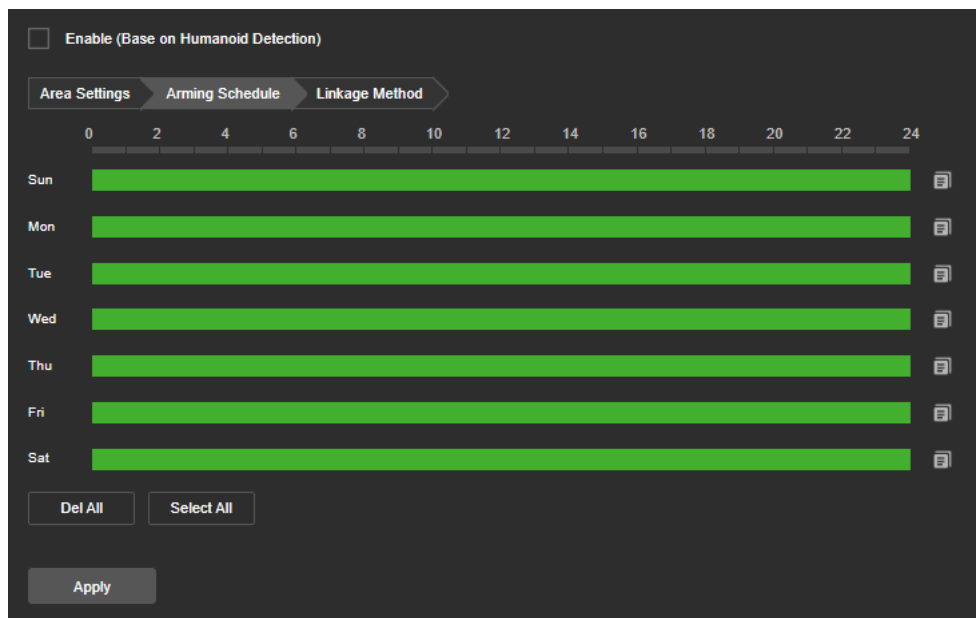 Enable (Base on Humanoid Detection)
Area Settings Arming Schedule Linkage Method
0 2 4 6 8 10 12 14 16 18 20 22 24
Sun
Mon
Tue
Wed
Thu
Fri
Sat
Del All Select All
Apply